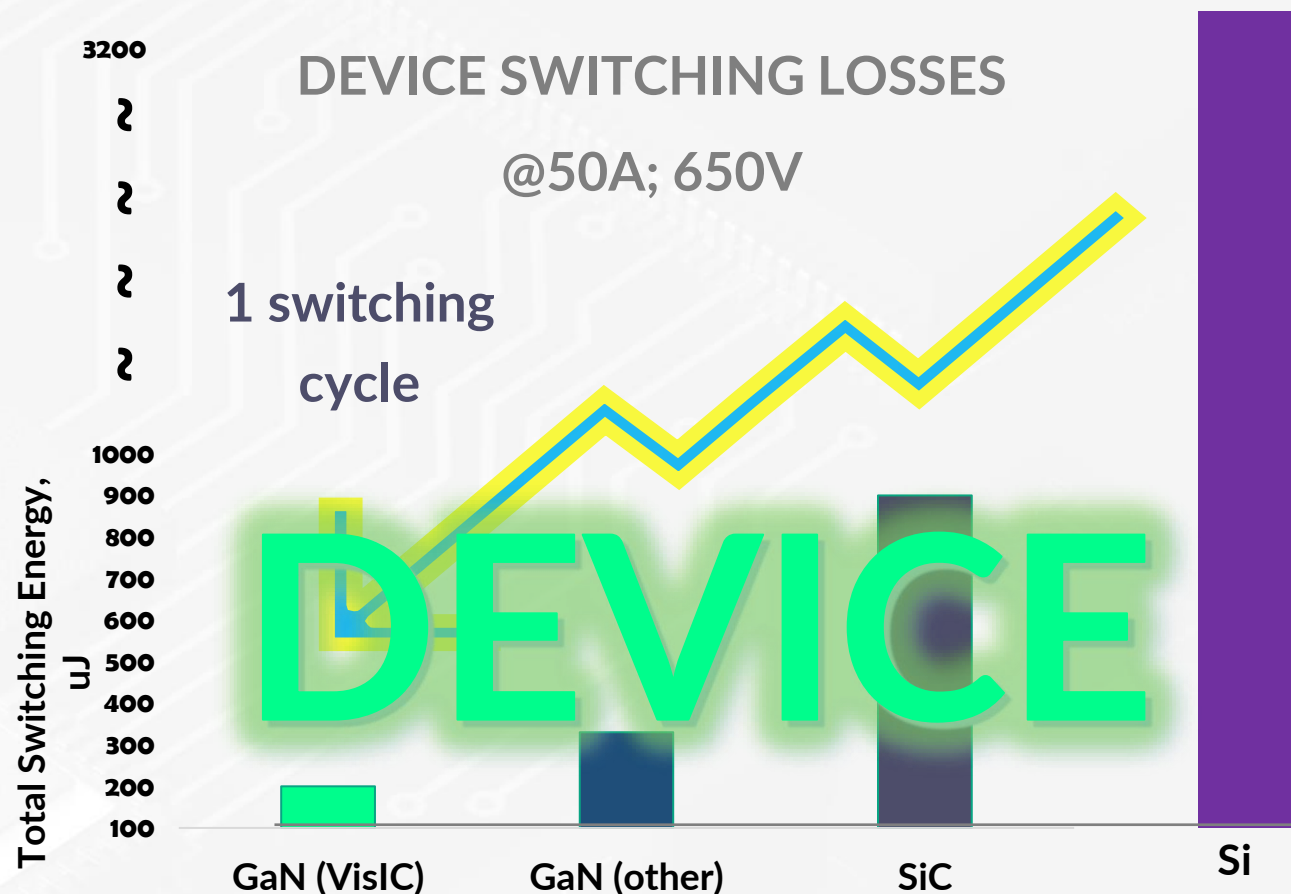 DEVICE SWITCHING LOSSES
@50A; 650V
1 switching
cycle
Total Switching Energy,
uJ
3200
1000
900
800
700
600
500
400
300
200
100
DEVICE
GaN (VisIC)
GaN (other)
SiC
Si